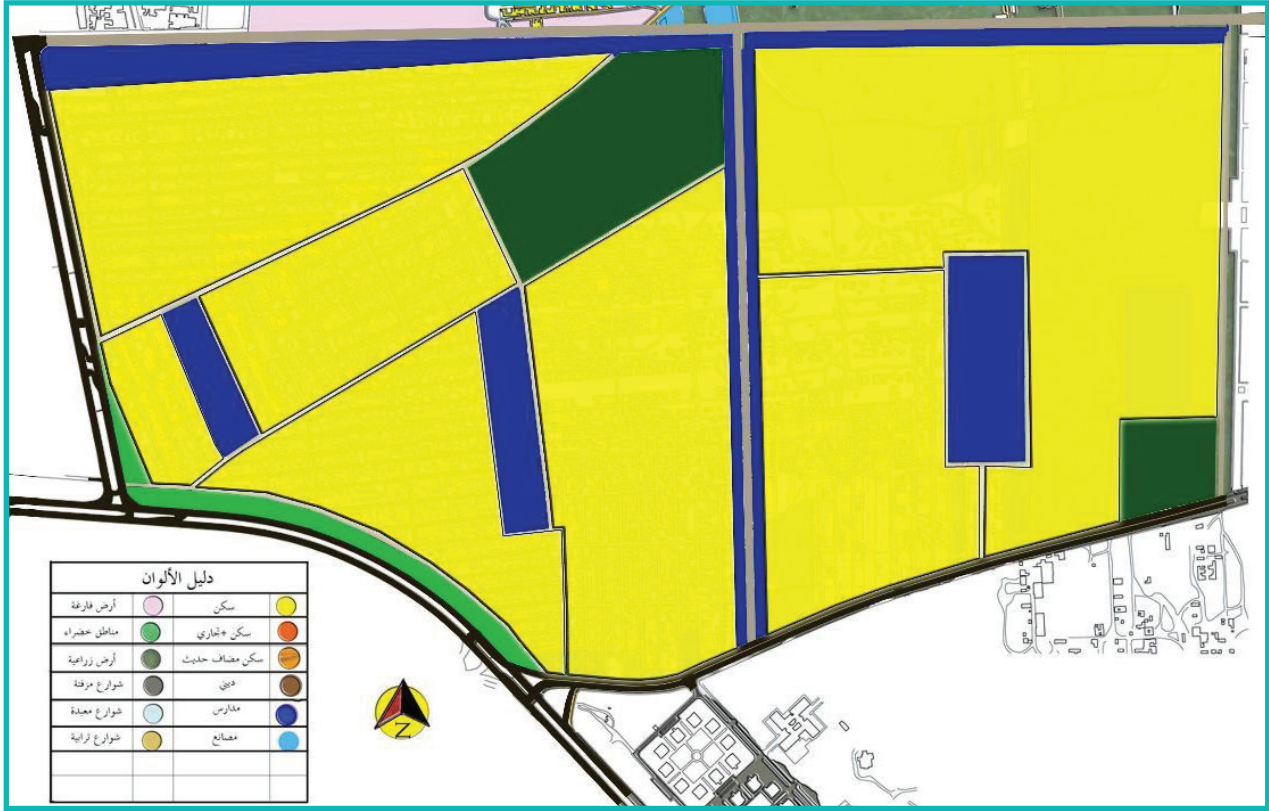 دليل الألوان
سكن أرض فارغة
سكن +تجاري مناطق خضراء
سكن مضاف حديث أرض زراعية
ديني شوارع مزفتة
مدارس شوارع معبدة
مصانع شوارع ترابية
N